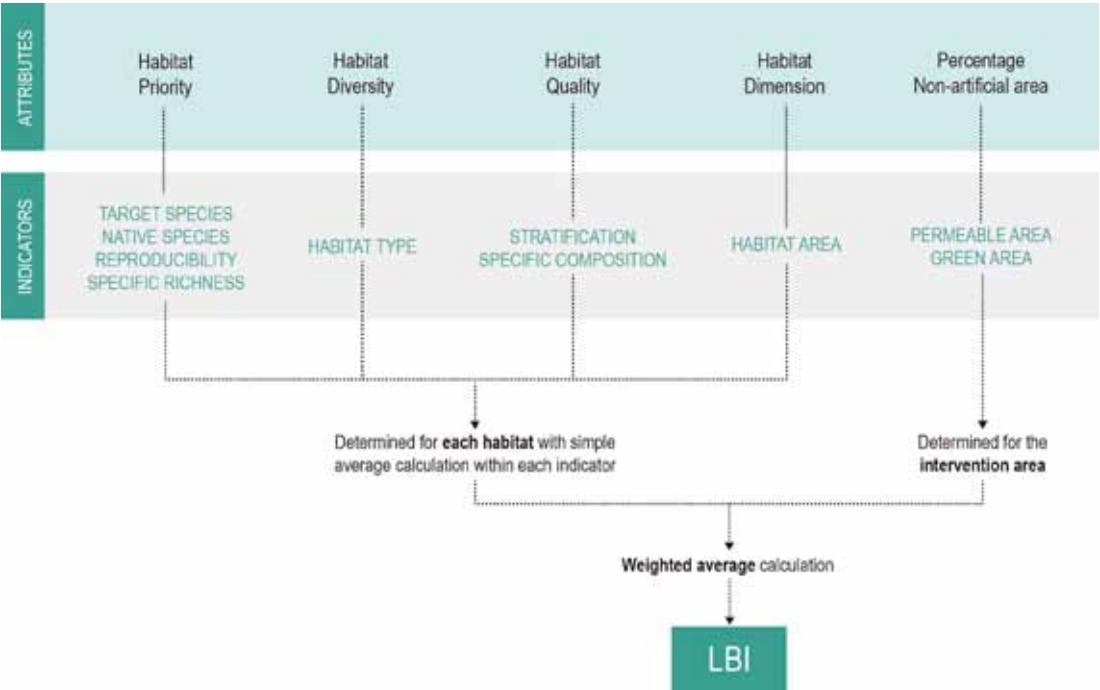 ATTRIBUTES
Habitat
Priority
Habitat
Diversity
Habitat
Quality
Habitat
Dimension
Percentage
Non-artificial area
INDICATORS
TARGET SPECIES
NATIVE SPECIES
REPRODUCIBILITY
SPECIFIC RICHNESS
HABITAT TYPE
STRATIFICATION
SPECIFIC COMPOSITION
HABITAT AREA
PERMEABLE AREA
GREEN AREA
Determined for each habitat with simple
average calculation within each indicator
Determined for the
intervention area
Weighted average calculation
LBI